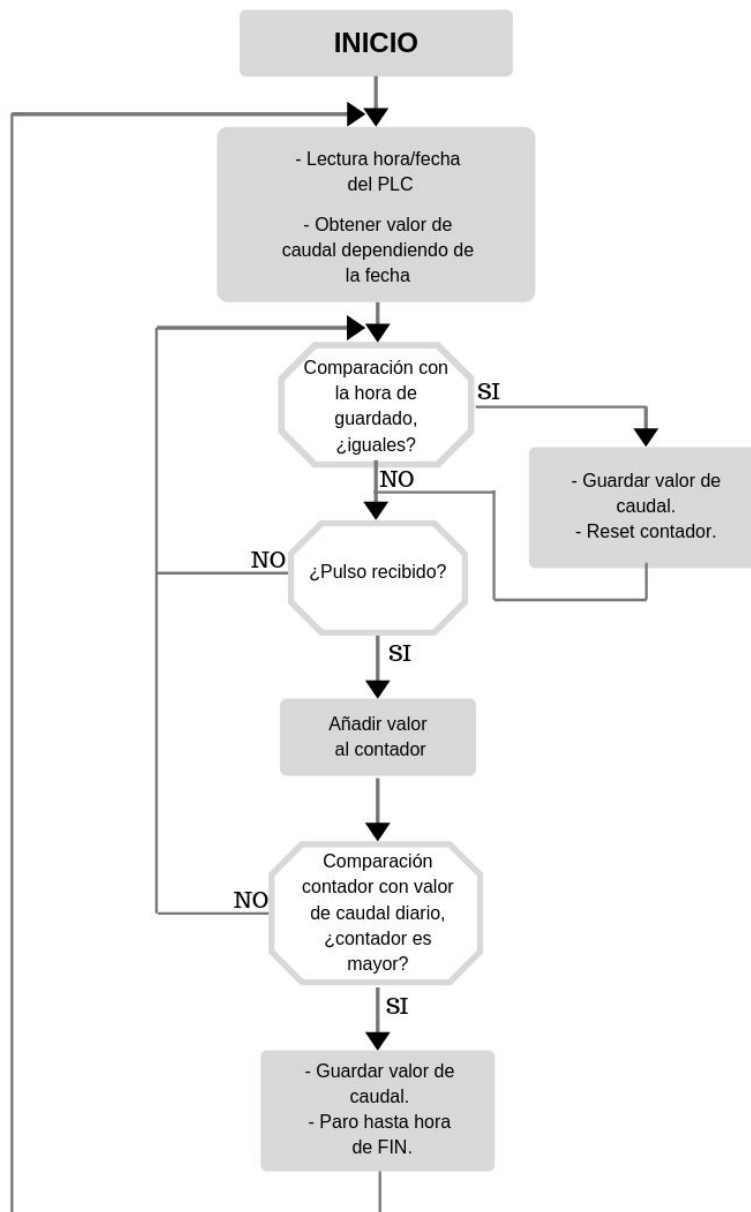 INICIO
- Lectura hora/fecha
del PLC
- Obtener valor de
caudal dependiendo de
la fecha
Comparación con
la hora de
guardado,
¿iguales?
SI
NO
- Guardar valor de
caudal.
- Reset contador.
¿Pulso recibido?
NO
SI
Añadir valor
al contador
Comparación
contador con valor
de caudal diario,
¿contador es
mayor?
NO
SI
- Guardar valor de
caudal.
- Paro hasta hora
de FIN.